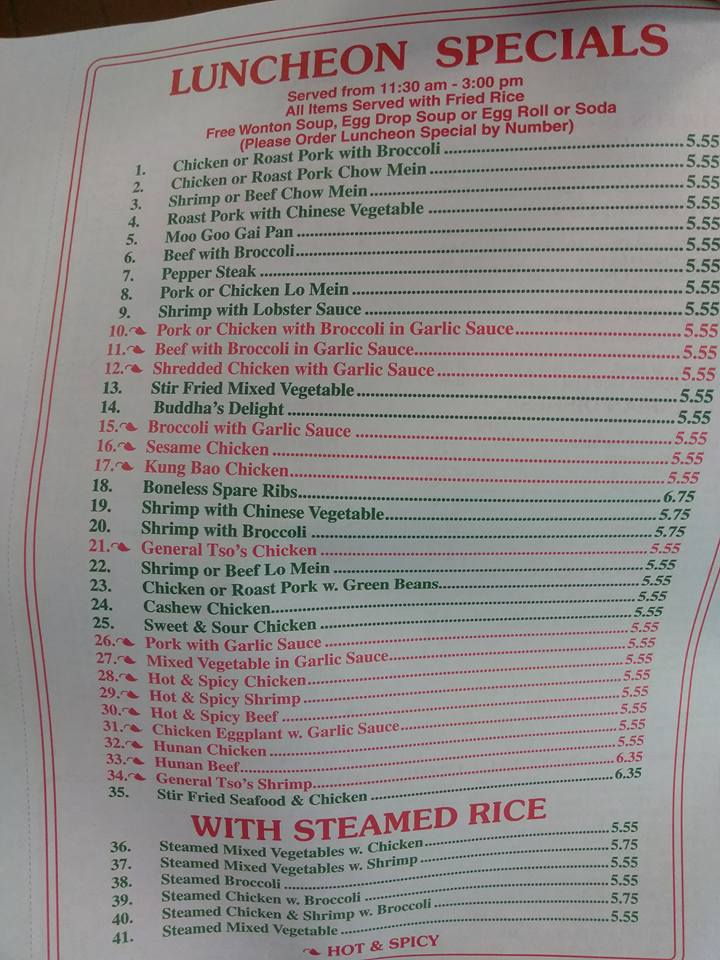 LUNCHEON SPECIALS
Served from 11:30 am - 3:00 pm
All Items Served with Fried Rice
Free Wonton Soup, Egg Drop Soup or Egg Roll or Soda
(Please Order Luncheon Special by Number)
1. Chicken or Roast Pork with Broccoli 5.55
2. Chicken or Roast Pork Chow Mein 5.55
3. Shrimp or Beef Chow Mein 5.55
4. Roast Pork with Chinese Vegetable 5.55
5. Moo Goo Gai Pan 5.55
6. Beef with Broccoli 5.55
7. Pepper Steak 5.55
8. Pork or Chicken Lo Mein 5.55
9. Shrimp with Lobster Sauce 5.55
10. Pork or Chicken with Broccoli in Garlic Sauce 5.55
11. Beef with Broccoli in Garlic Sauce 5.55
12. Shredded Chicken with Garlic Sauce 5.55
13. Stir Fried Mixed Vegetable 5.55
14. Buddha's Delight 5.55
15. Broccoli with Garlic Sauce 5.55
16. Sesame Chicken 5.55
17. Kung Bao Chicken 5.55
18. Boneless Spare Ribs 6.75
19. Shrimp with Chinese Vegetable 5.75
20. Shrimp with Broccoli 5.75
21. General Tso's Chicken 5.55
22. Shrimp or Beef Lo Mein 5.55
23. Chicken or Roast Pork w. Green Beans 5.55
24. Cashew Chicken 5.55
25. Sweet & Sour Chicken 5.55
26. Pork with Garlic Sauce 5.55
27. Mixed Vegetable in Garlic Sauce 5.55
28. Hot & Spicy Chicken 5.55
29. Hot & Spicy Shrimp 5.55
30. Hot & Spicy Beef 5.55
31. Chicken Eggplant w. Garlic Sauce 5.55
32. Hunan Chicken 5.55
33. Hunan Beef 5.55
34. General Tso's Shrimp 6.35
35. Stir Fried Seafood & Chicken 6.35
WITH STEAMED RICE
36. Steamed Mixed Vegetables w. Chicken 5.55
37. Steamed Mixed Vegetables w. Shrimp 5.75
38. Steamed Broccoli 5.55
39. Steamed Chicken w. Broccoli 5.55
40. Steamed Chicken & Shrimp w. Broccoli 5.75
41. Steamed Mixed Vegetable 5.55
HOT & SPICY